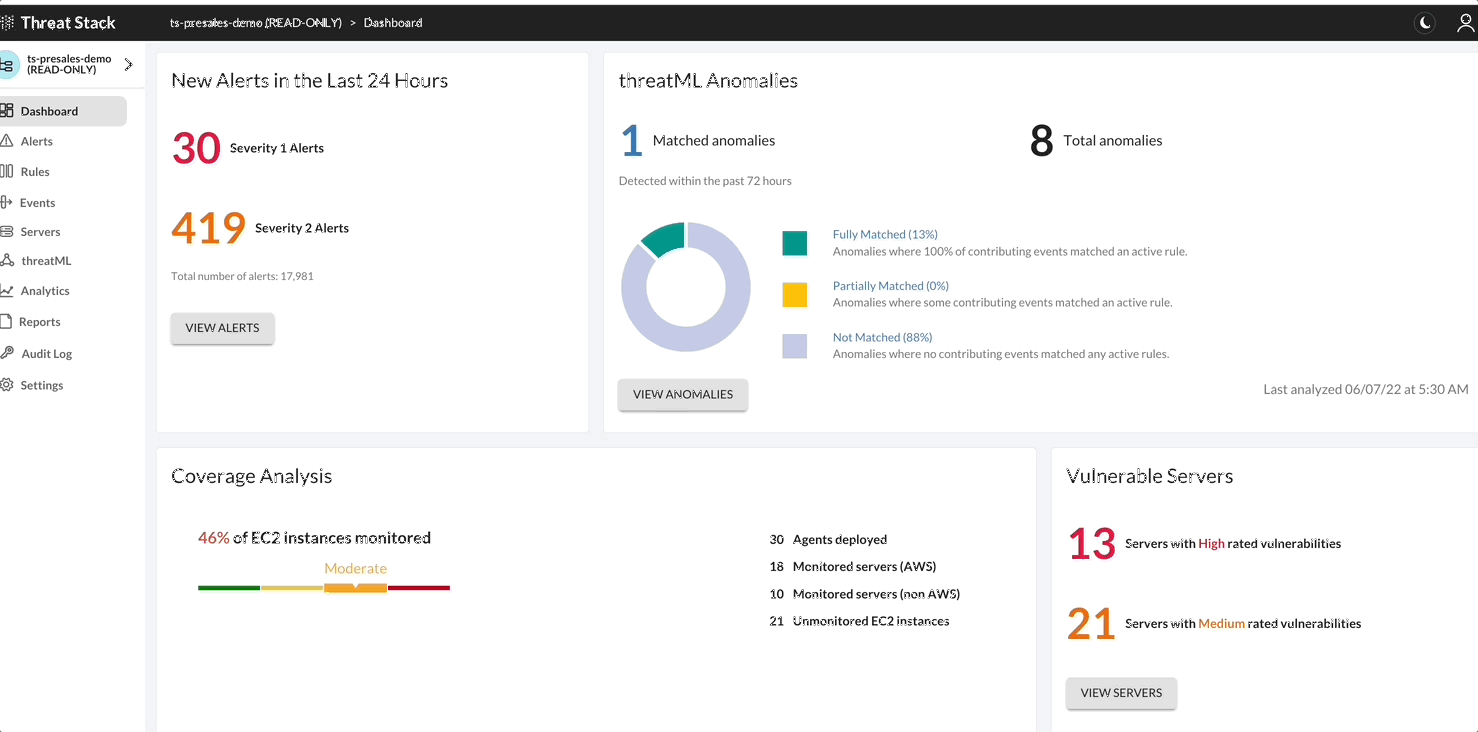 Threat Stack
ts-presales-demo (READ-ONLY) > Dashboard
ts-presales-demo
(READ-ONLY)
Dashboard
Alerts
Rules
Events
Servers
threatML
Analytics
Reports
Audit Log
Settings
New Alerts in the Last 24 Hours
30 Severity 1 Alerts
419 Severity 2 Alerts
Total number of alerts: 17,981
VIEW ALERTS
threatML Anomalies
1 Matched anomalies
8 Total anomalies
Detected within the past 72 hours
Fully Matched (13%)
Anomalies where 100% of contributing events matched an active rule.
Partially Matched (0%)
Anomalies where some contributing events matched an active rule.
Not Matched (88%)
Anomalies where no contributing events matched any active rules.
VIEW ANOMALIES
Last analyzed 06/07/22 at 5:30 AM
Coverage Analysis
46% of EC2 instances monitored
Moderate
30 Agents deployed
18 Monitored servers (AWS)
10 Monitored servers (non AWS)
21 Unmonitored EC2 instances
Vulnerable Servers
13 Servers with High rated vulnerabilities
21 Servers with Medium rated vulnerabilities
VIEW SERVERS